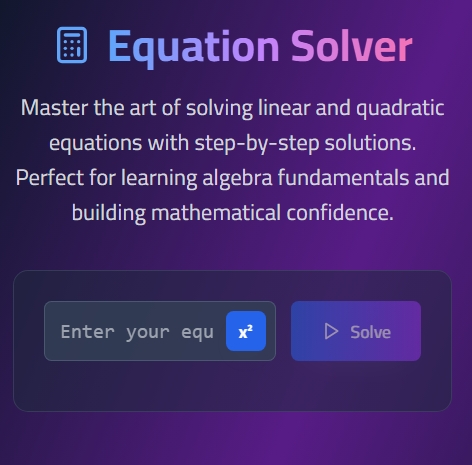 Equation Solver
Master the art of solving linear and quadratic
equations with step-by-step solutions.
Perfect for learning algebra fundamentals and
building mathematical confidence.
Enter your equ x² Solve